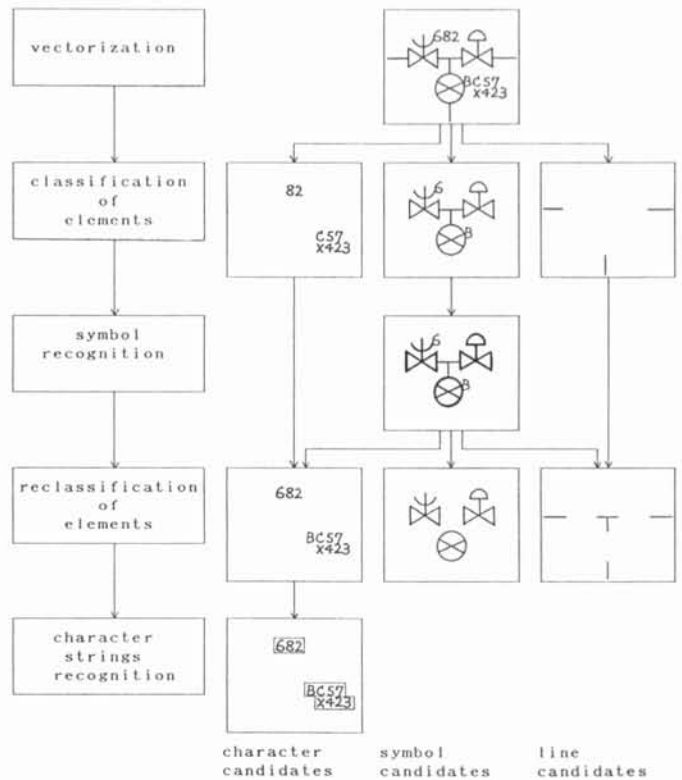 vectorization
682
BC57
X423
classification
of
elements
82
C57
X423
6
B
symbol
recognition
6
B
reclassification
of
elements
682
BC57
X423
character
strings
recognition
682
BC57
X423
character
candidates
symbol
candidates
line
candidates